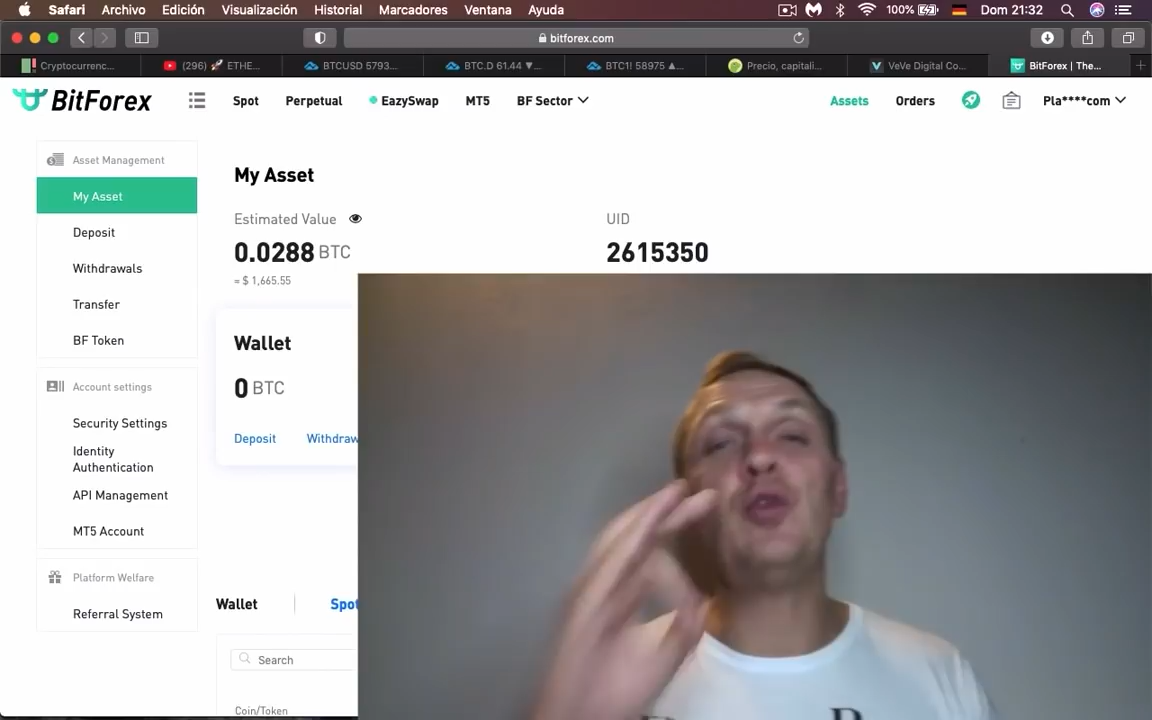 Safari Archivo Edición Visualización Historial Marcadores Ventana Ayuda 100% Dom 21:32
bitforex.com
Cryptocurrenc... (296) 🚀 ETHE... BTCUSD 5793... BTC.D 61.44 ▼... BTC1! 58975 ▲... Precio, capitali... VeVe Digital Co... BitForex | The...
BitForex Spot Perpetual EazySwap MT5 BF Sector Assets Orders Pla****com
Asset Management
My Asset
Deposit
Withdrawals
Transfer
BF Token
Account settings
Security Settings
Identity
Authentication
API Management
MT5 Account
Platform Welfare
Referral System
My Asset
Estimated Value UID
0.0288 BTC 2615350
≈ $ 1,665.55
Wallet
0 BTC
Deposit Withdraw
Wallet Spot
Search
Coin/Token